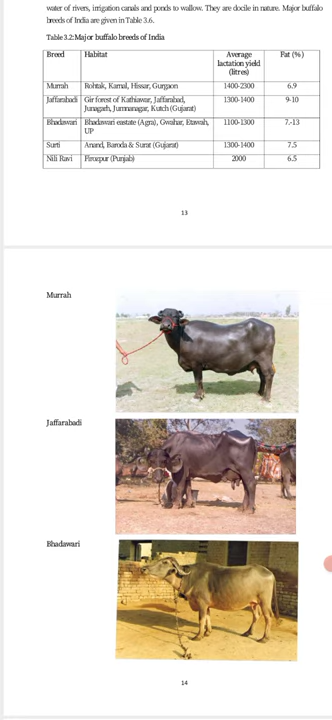 water of rivers, irrigation canals and ponds to wallow. They are docile in nature. Major buffalo
breeds of India are given in Table 3.6.
Table 3.2: Major buffalo breeds of India
Breed Habitat Average lactation yield (litres) Fat (%)
Murrah Rohtak, Karnal, Hissar, Gurgaon 1400-2300 6.9
Jaffarabadi Gir forest of Kathiawar, Jaffarabad, Junagarh, Jumnanagar, Kutch (Gujarat) 1300-1400 9-10
Bhadawari Bhadawari eastate (Agra), Gwaliar, Etawah, UP 1100-1300 7.-13
Surti Anand, Baroda & Surat (Gujarat) 1300-1400 7.5
Nili Ravi Firozpur (Punjab) 2000 6.5
13
Murrah
Jaffarabadi
Bhadawari
14